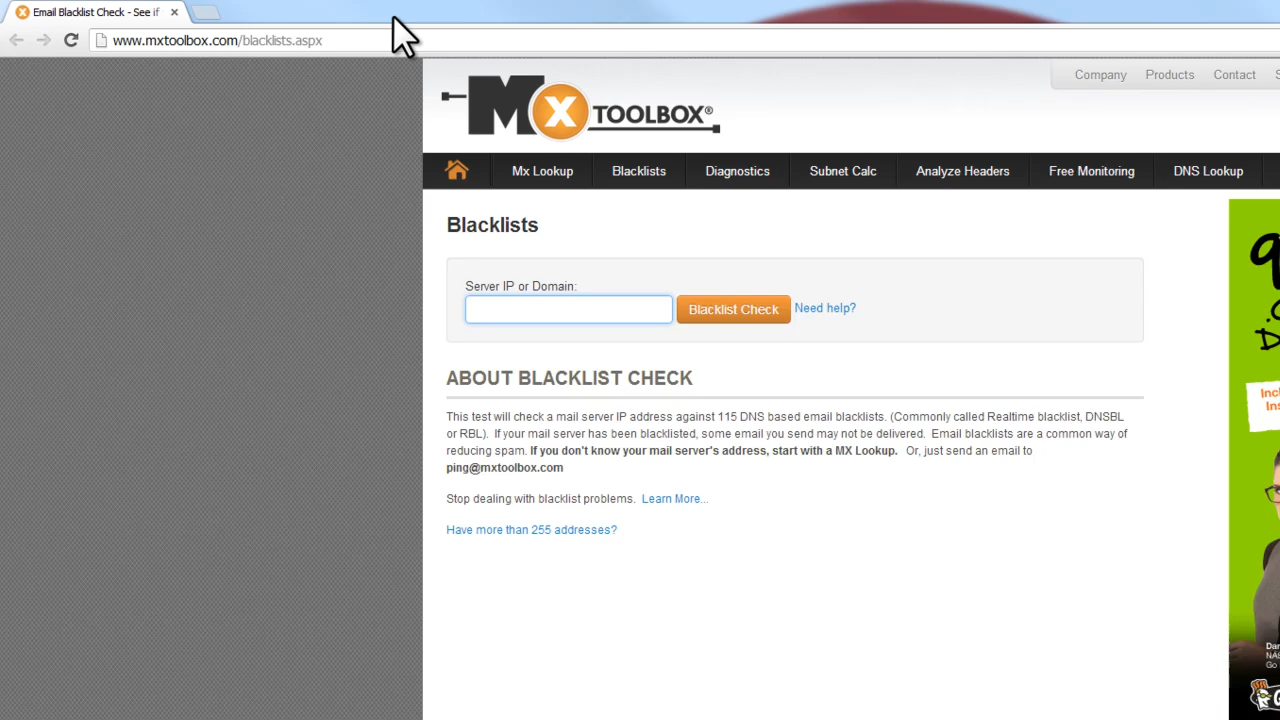 Email Blacklist Check - See if
www.mxtoolbox.com/blacklists.aspx
Company Products Contact
MX TOOLBOX®
Mx Lookup Blacklists Diagnostics Subnet Calc Analyze Headers Free Monitoring DNS Lookup
Blacklists
Server IP or Domain:
Blacklist Check Need help?
ABOUT BLACKLIST CHECK
This test will check a mail server IP address against 115 DNS based email blacklists. (Commonly called Realtime blacklist, DNSBL
or RBL). If your mail server has been blacklisted, some email you send may not be delivered. Email blacklists are a common way of
reducing spam. If you don't know your mail server's address, start with a MX Lookup. Or, just send an email to
ping@mxtoolbox.com
Stop dealing with blacklist problems. Learn More...
Have more than 255 addresses?